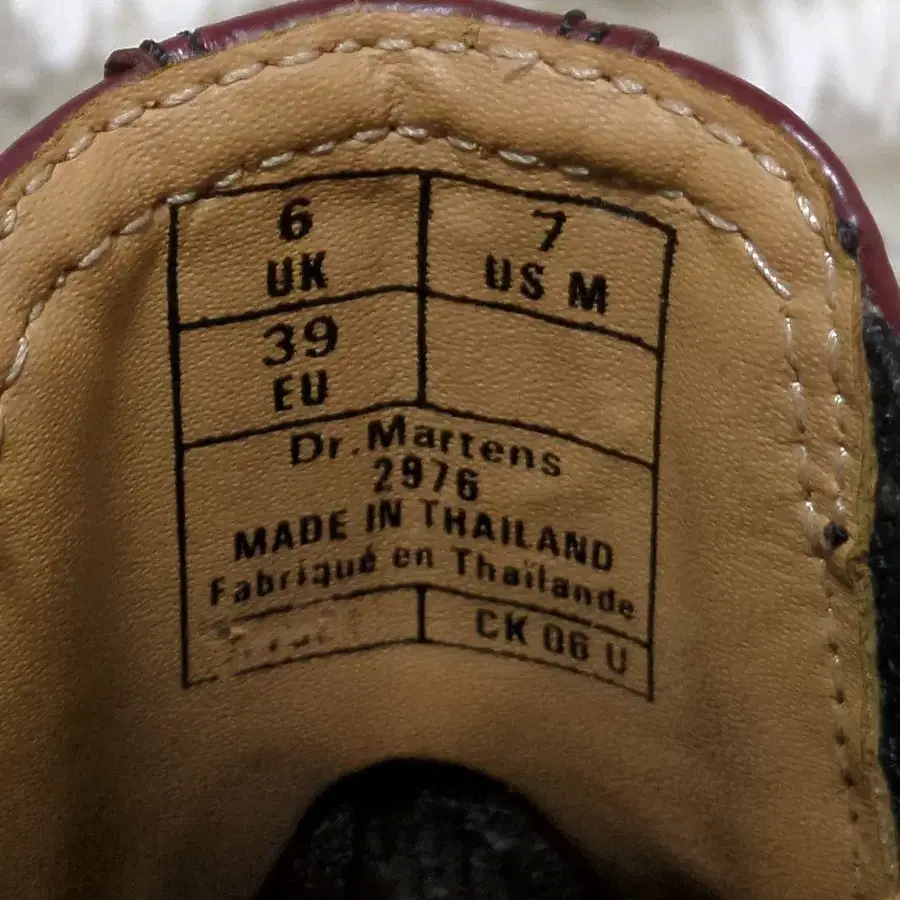 6
UK
7
US M
39
EU
Dr.Martens
2976
MADE IN THAILAND
Fabriqué en Thaïlande
CK 06 U